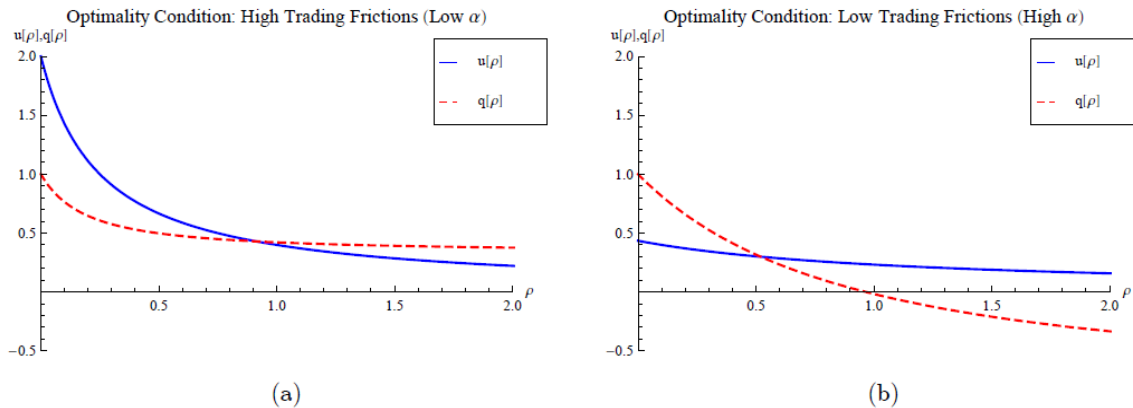 Optimality Condition: High Trading Frictions (Low α)
u[ρ],q[ρ]
2.0
1.5
1.0
0.5
−0.5
0.5
1.0
1.5
2.0
ρ
u[ρ]
q[ρ]
(a)
Optimality Condition: Low Trading Frictions (High α)
u[ρ],q[ρ]
2.0
1.5
1.0
0.5
−0.5
0.5
1.0
1.5
2.0
ρ
u[ρ]
q[ρ]
(b)